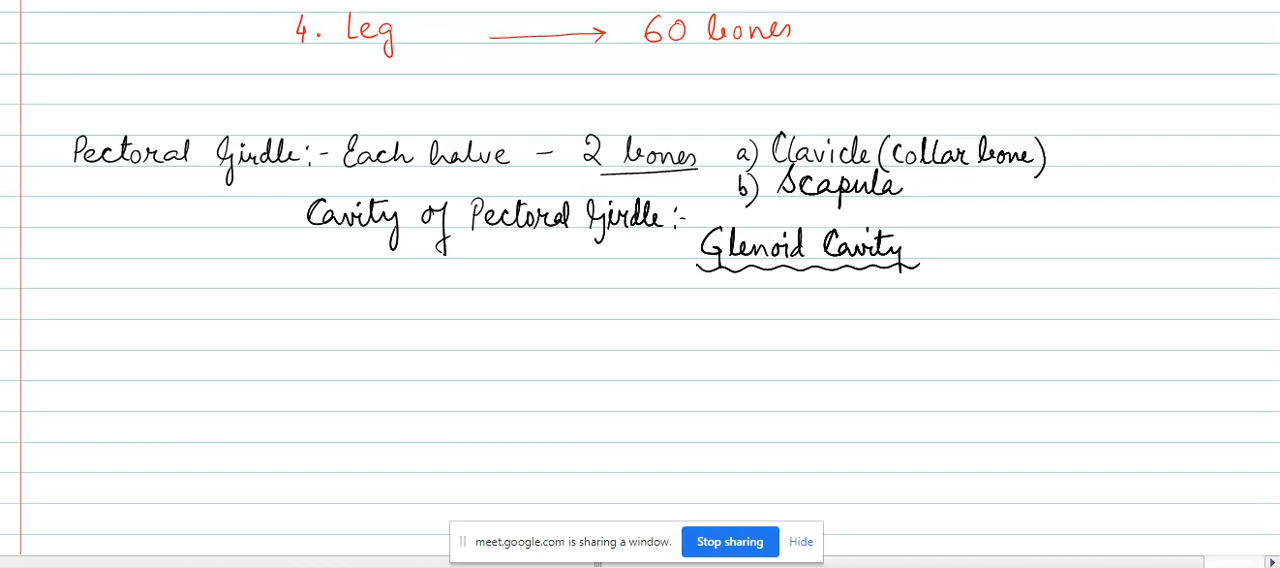 4. Leg → 60 bones
Pectoral Girdle:- Each halve - 2 bones a) Clavicle (Collar bone)
b) Scapula
Cavity of Pectoral Girdle:-
Glenoid Cavity
meet.google.com is sharing a window. Stop sharing Hide